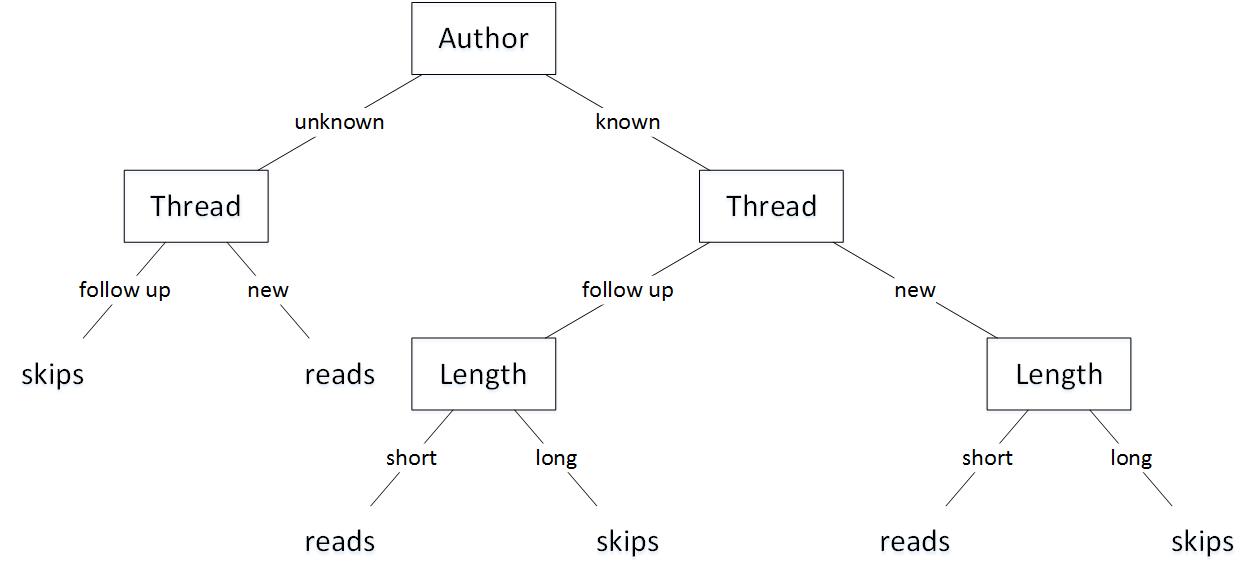 Author
unknown
known
Thread
Thread
follow up
new
follow up
new
skips
reads
Length
Length
short
long
short
long
reads
skips
reads
skips